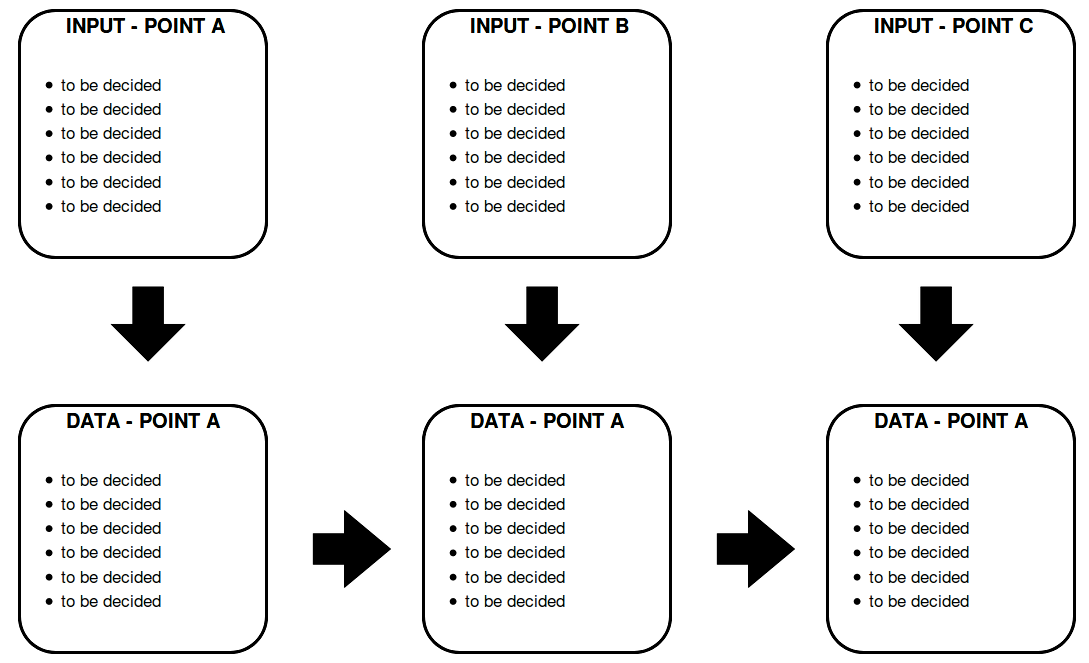 INPUT - POINT A
• to be decided
• to be decided
• to be decided
• to be decided
• to be decided
• to be decided
INPUT - POINT B
• to be decided
• to be decided
• to be decided
• to be decided
• to be decided
• to be decided
INPUT - POINT C
• to be decided
• to be decided
• to be decided
• to be decided
• to be decided
• to be decided
DATA - POINT A
• to be decided
• to be decided
• to be decided
• to be decided
• to be decided
• to be decided
DATA - POINT A
• to be decided
• to be decided
• to be decided
• to be decided
• to be decided
• to be decided
DATA - POINT A
• to be decided
• to be decided
• to be decided
• to be decided
• to be decided
• to be decided